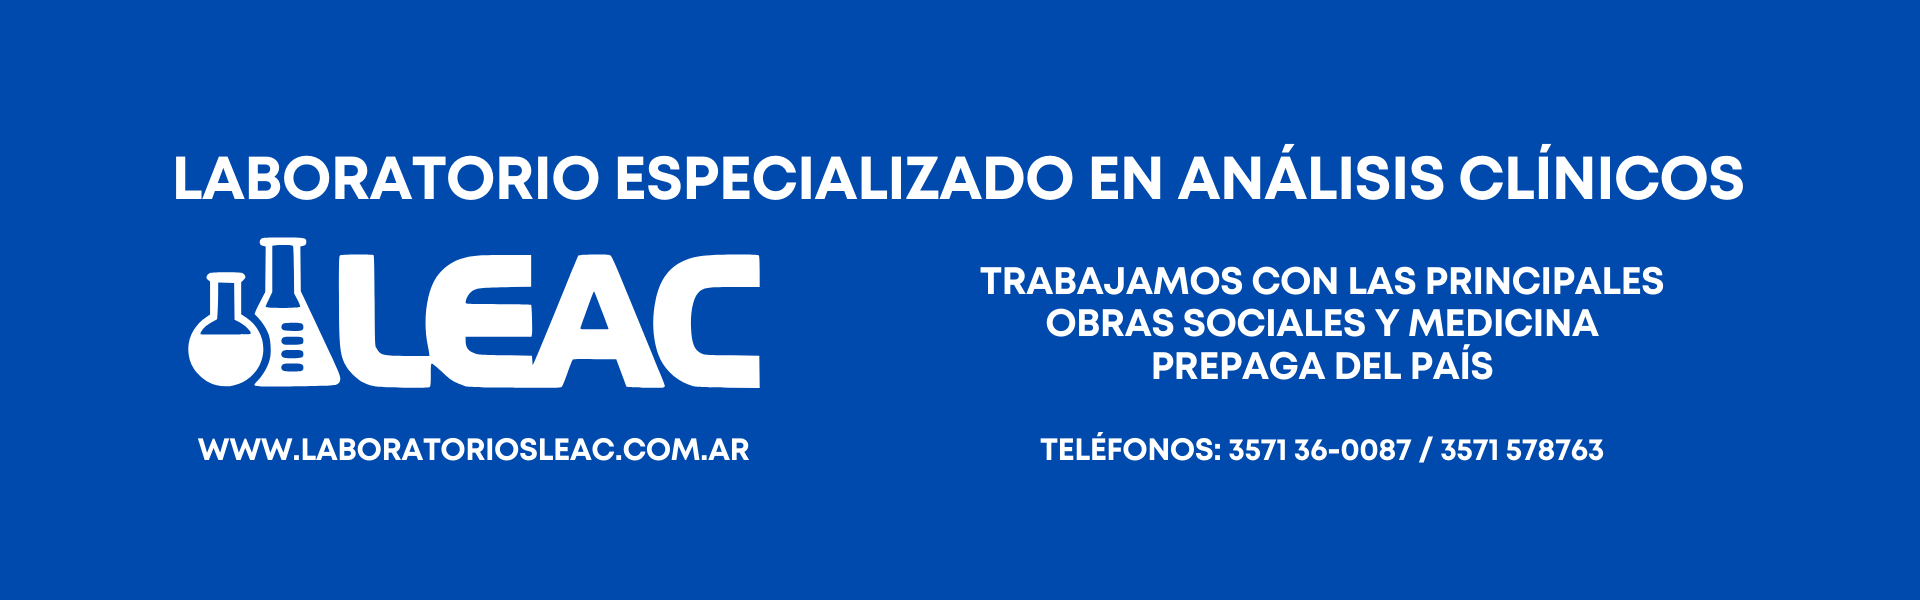 LABORATORIO ESPECIALIZADO EN ANÁLISIS CLÍNICOS
LEAC
WWW.LABORATORIOSLEAC.COM.AR
TRABAJAMOS CON LAS PRINCIPALES
OBRAS SOCIALES Y MEDICINA
PREPAGA DEL PAÍS
TELÉFONOS: 3571 36-0087 / 3571 578763